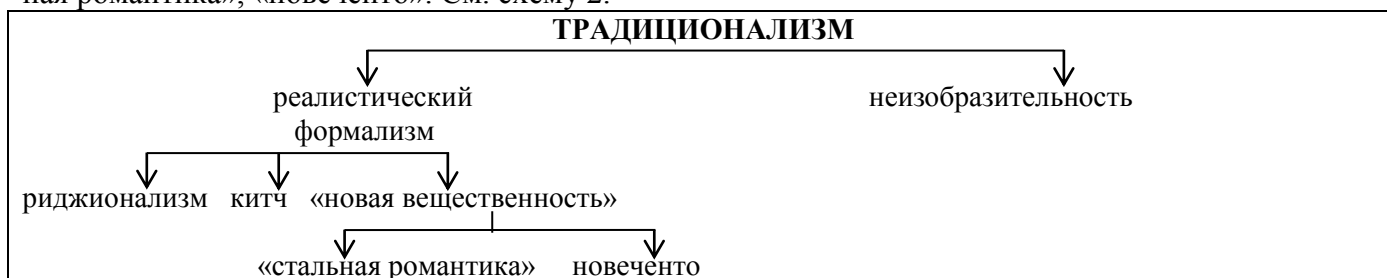 ная романтика», «новеченто». См. схему 2.
ТРАДИЦИОНАЛИЗМ
реалистический неизобразительность
формализм
риджионализм китч «новая вещественность»
«стальная романтика» новеченто